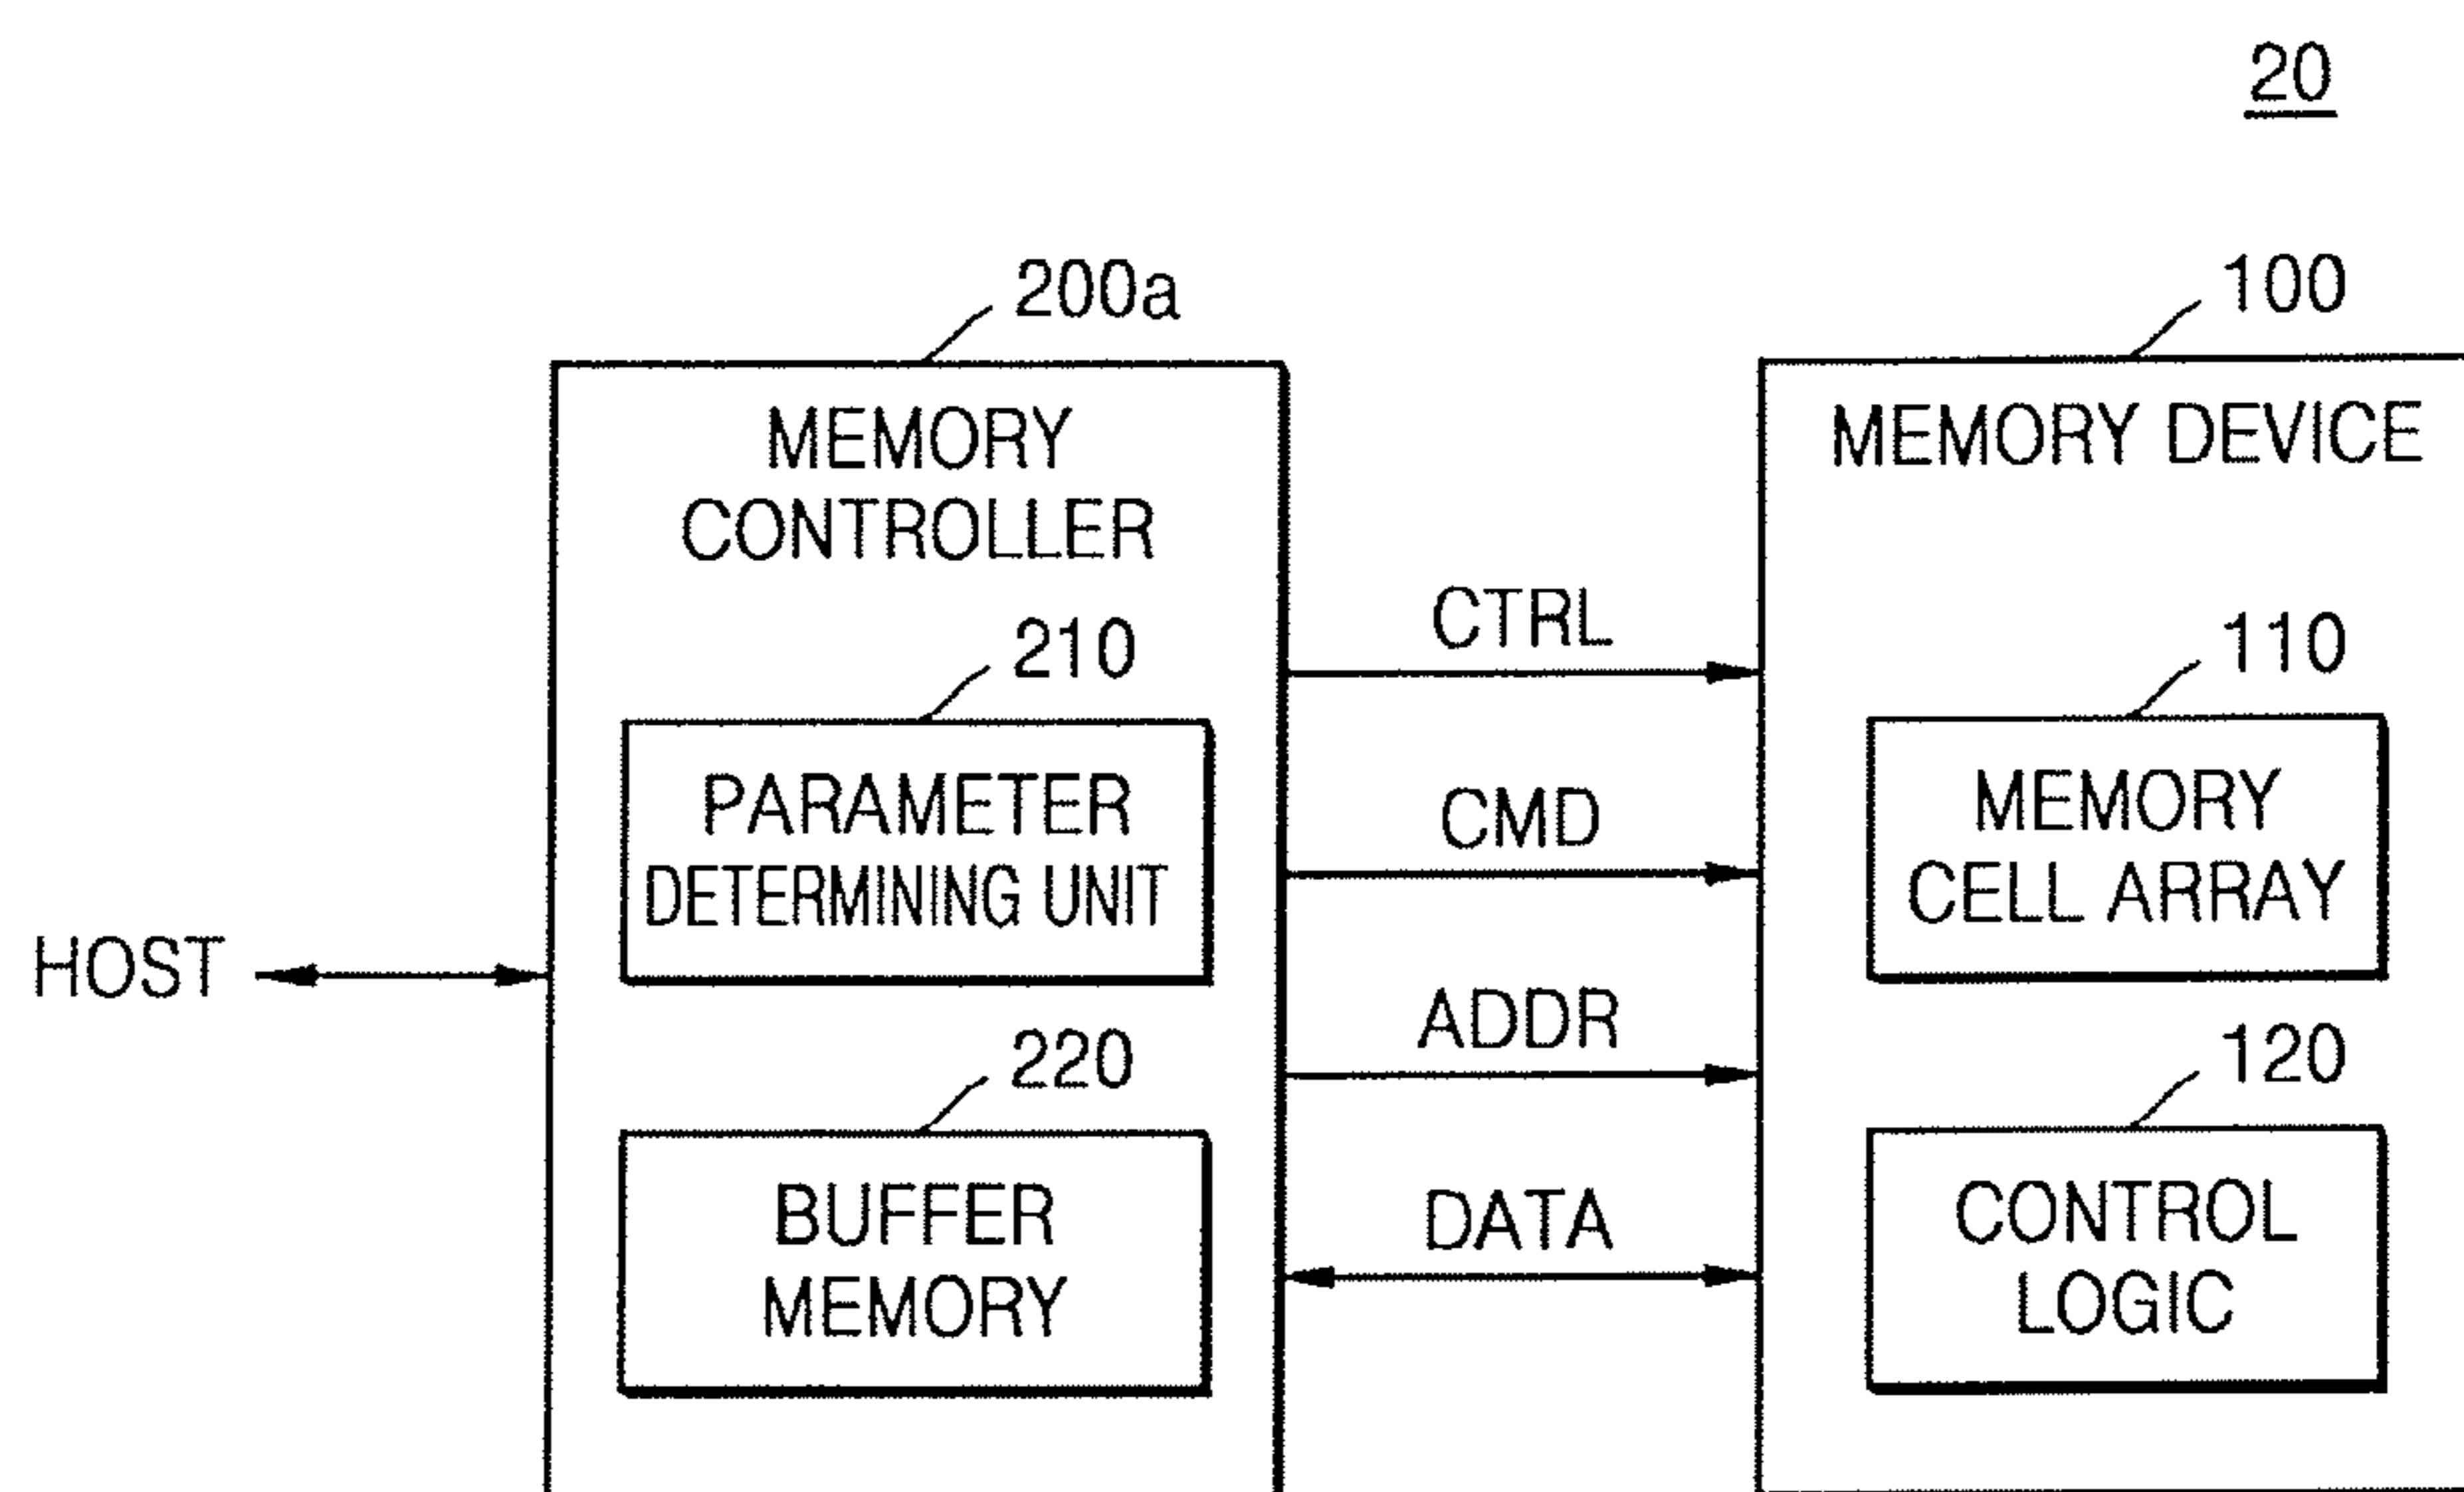 20
200a
100
MEMORY
CONTROLLER
MEMORY DEVICE
CTRL
210
110
PARAMETER
DETERMINING UNIT
CMD
MEMORY
CELL ARRAY
HOST
ADDR
220
120
BUFFER
MEMORY
DATA
CONTROL
LOGIC